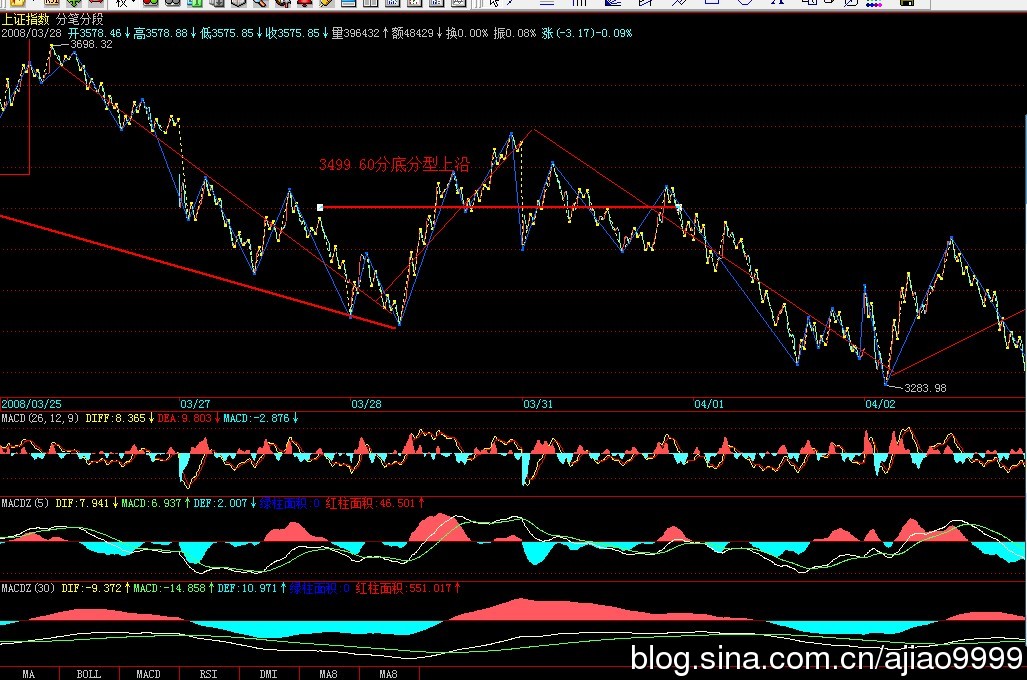 上证指数 分笔分段
2008/03/28 开3578.46↓高3578.88↓低3575.85↓收3575.85↓量396432↑额48429↓换0.00% 振0.08% 涨(-3.17)-0.09%
3698.32
3499 60分底分型上沿
3283.98
2008/03/25 03/27 03/28 03/31 04/01 04/02
MACD(26,12,9) DIFF:8.365↓DEA:9.803↓MACD:-2.876↓
MACDZ(5) DIF:7.941↓MACD:6.937↑DEF:2.007↓绿柱面积:0 红柱面积:46.501↑
MACDZ(30) DIF:-9.372↑MACD:-14.858↑DEF:10.971↑绿柱面积:0 红柱面积:551.017↑
blog.sina.com.cn/ajiao9999
MA BOLL MACD RSI DMI MA8 MA8